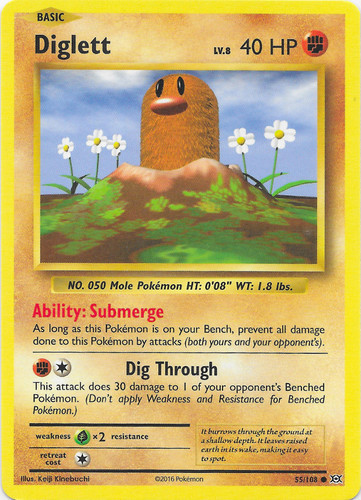 BASIC
Diglett LV.8 40 HP
NO. 050 Mole Pokémon HT: 0'08" WT: 1.8 lbs.
Ability: Submerge
As long as this Pokémon is on your Bench, prevent all damage
done to this Pokémon by attacks (both yours and your opponent's).
Dig Through
This attack does 30 damage to 1 of your opponent's Benched
Pokémon. (Don't apply Weakness and Resistance for Benched
Pokémon.)
weakness ×2 resistance
retreat
cost
It burrows through the ground at
a shallow depth. It leaves raised
earth in its wake, making it easy
to spot.
Illus. Keiji Kinebuchi ©2016 Pokémon 55/108 XY